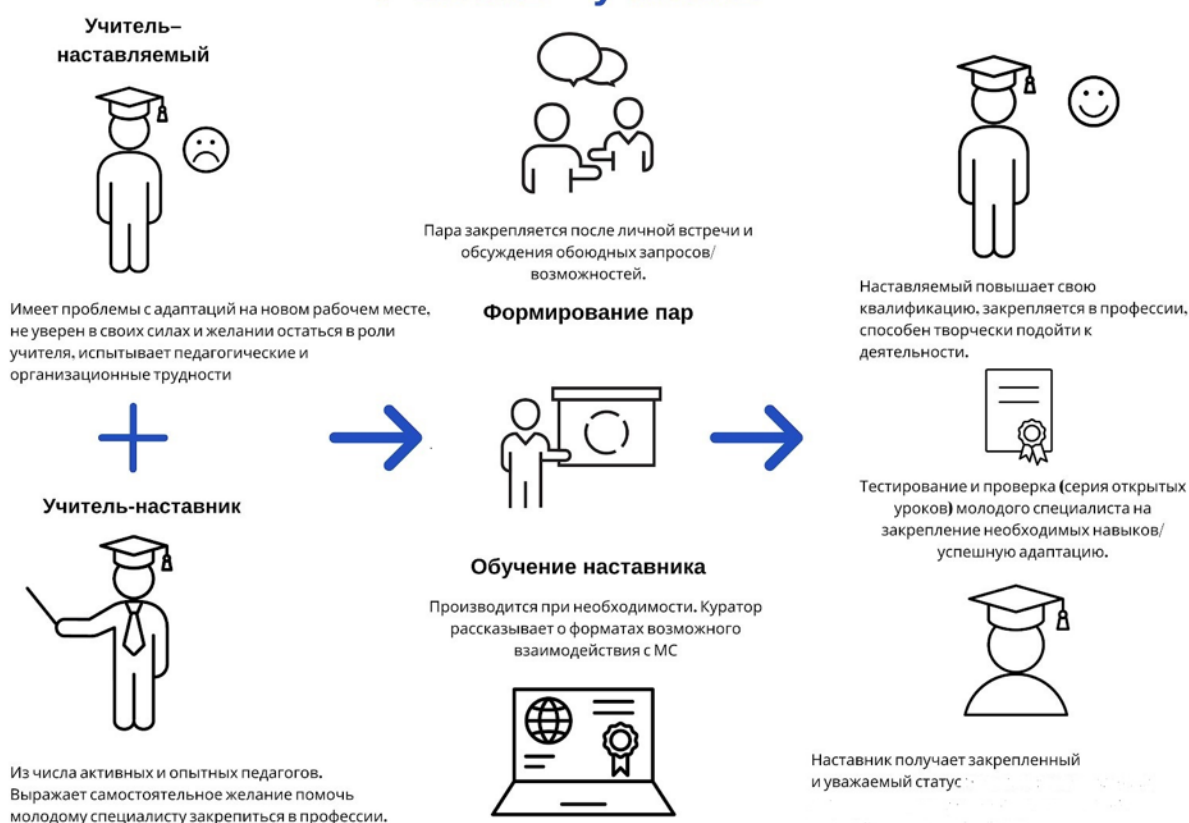 Учитель–
наставляемый
Имеет проблемы с адаптаций на новом рабочем месте,
не уверен в своих силах и желании остаться в роли
учителя, испытывает педагогические и
организационные трудности
Учитель-наставник
Из числа активных и опытных педагогов.
Выражает самостоятельное желание помочь
молодому специалисту закрепиться в профессии.
Пара закрепляется после личной встречи и
обсуждения обоюдных запросов/
возможностей.
Формирование пар
Обучение наставника
Производится при необходимости. Куратор
рассказывает о форматах возможного
взаимодействия с МС
Наставляемый повышает свою
квалификацию, закрепляется в профессии,
способен творчески подойти к
деятельности.
Тестирование и проверка (серия открытых
уроков) молодого специалиста на
закрепление необходимых навыков/
успешную адаптацию.
Наставник получает закрепленный
и уважаемый статус